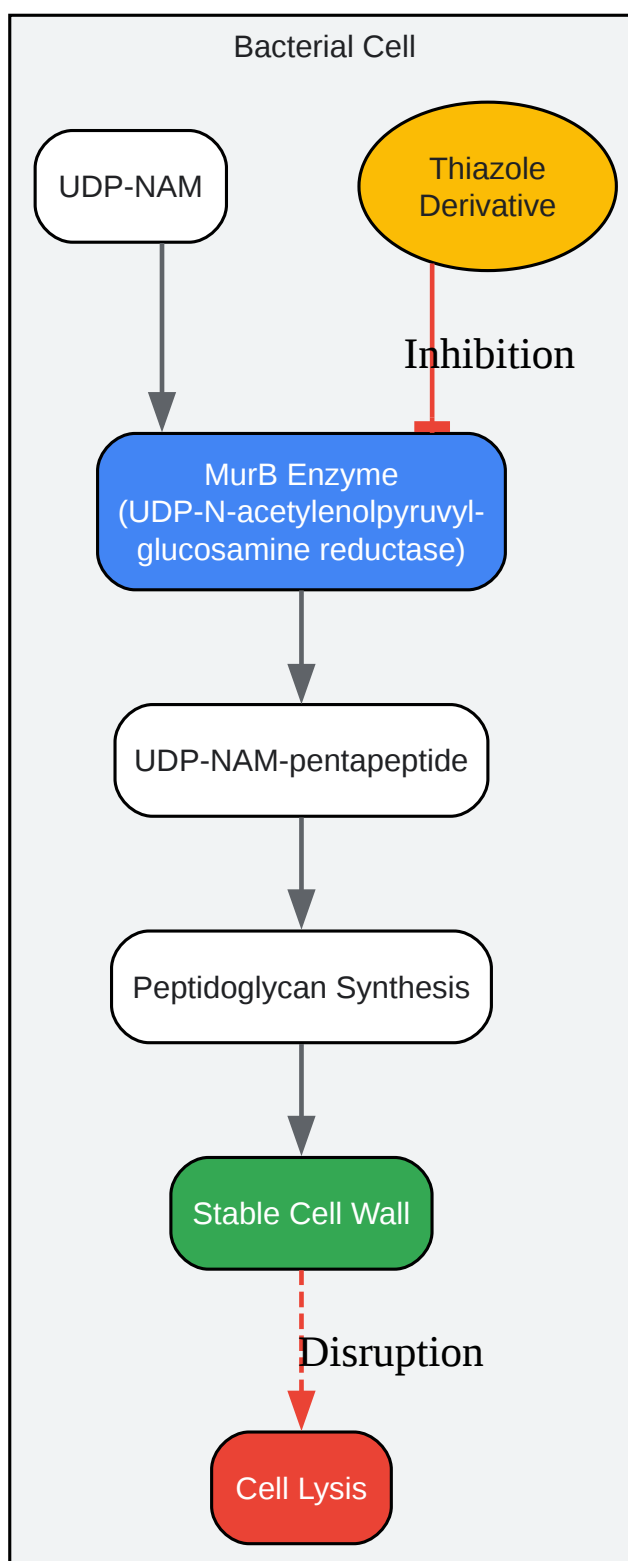 Bacterial Cell
UDP-NAM
Thiazole
Derivative
Inhibition
MurB Enzyme
(UDP-N-acetylenolpyruvyl-
glucosamine reductase)
UDP-NAM-pentapeptide
Peptidoglycan Synthesis
Stable Cell Wall
Disruption
Cell Lysis